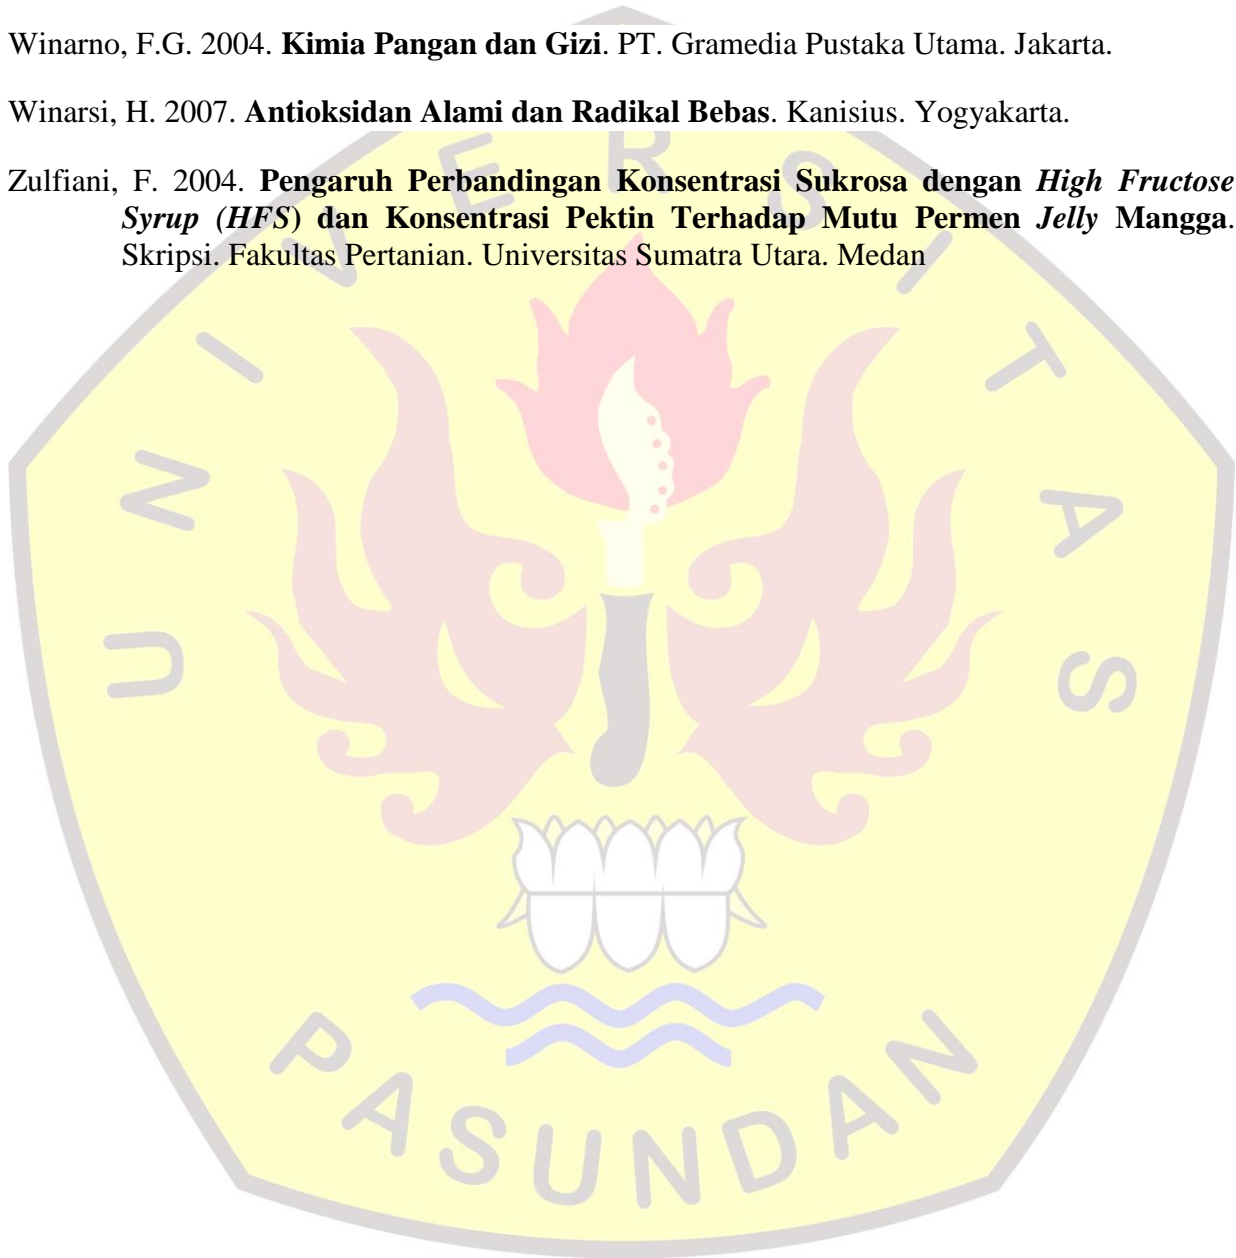 Winarno, F.G. 2004. Kimia Pangan dan Gizi. PT. Gramedia Pustaka Utama. Jakarta.
Winarsi, H. 2007. Antioksidan Alami dan Radikal Bebas. Kanisius. Yogyakarta.
Zulfiani, F. 2004. Pengaruh Perbandingan Konsentrasi Sukrosa dengan High Fructose
Syrup (HFS) dan Konsentrasi Pektin Terhadap Mutu Permen Jelly Mangga.
Skripsi. Fakultas Pertanian. Universitas Sumatra Utara. Medan
UNIVERSITAS
PASUNDAN